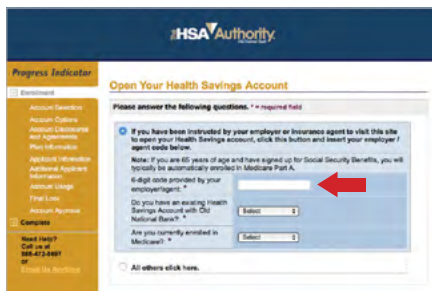 THE HSA Authority
Progress Indicator
Enrollment
Account Selection
Account Options
Account Disclosures
and Agreements
Plan Information
Applicant Information
Additional Applicant
Information
Account Usage
Final Look
Account Approval
Complete
Need Help?
Call us at
or
Open Your Health Savings Account
Please answer the following questions. * = required field
If you have been instructed by your employer or insurance agent to visit this site
to open your Health Savings account, click this button and insert your employer /
agent code below.
Note: If you are 65 years of age and have signed up for Social Security Benefits, you will
typically be automatically enrolled in Medicare Part A.
6-digit code provided by your
employer/agent: *
Do you have an existing Health
Savings Account with Old
National Bank?: *
Select
Are you currently enrolled in
Medicare?: *
Select
All others click here.